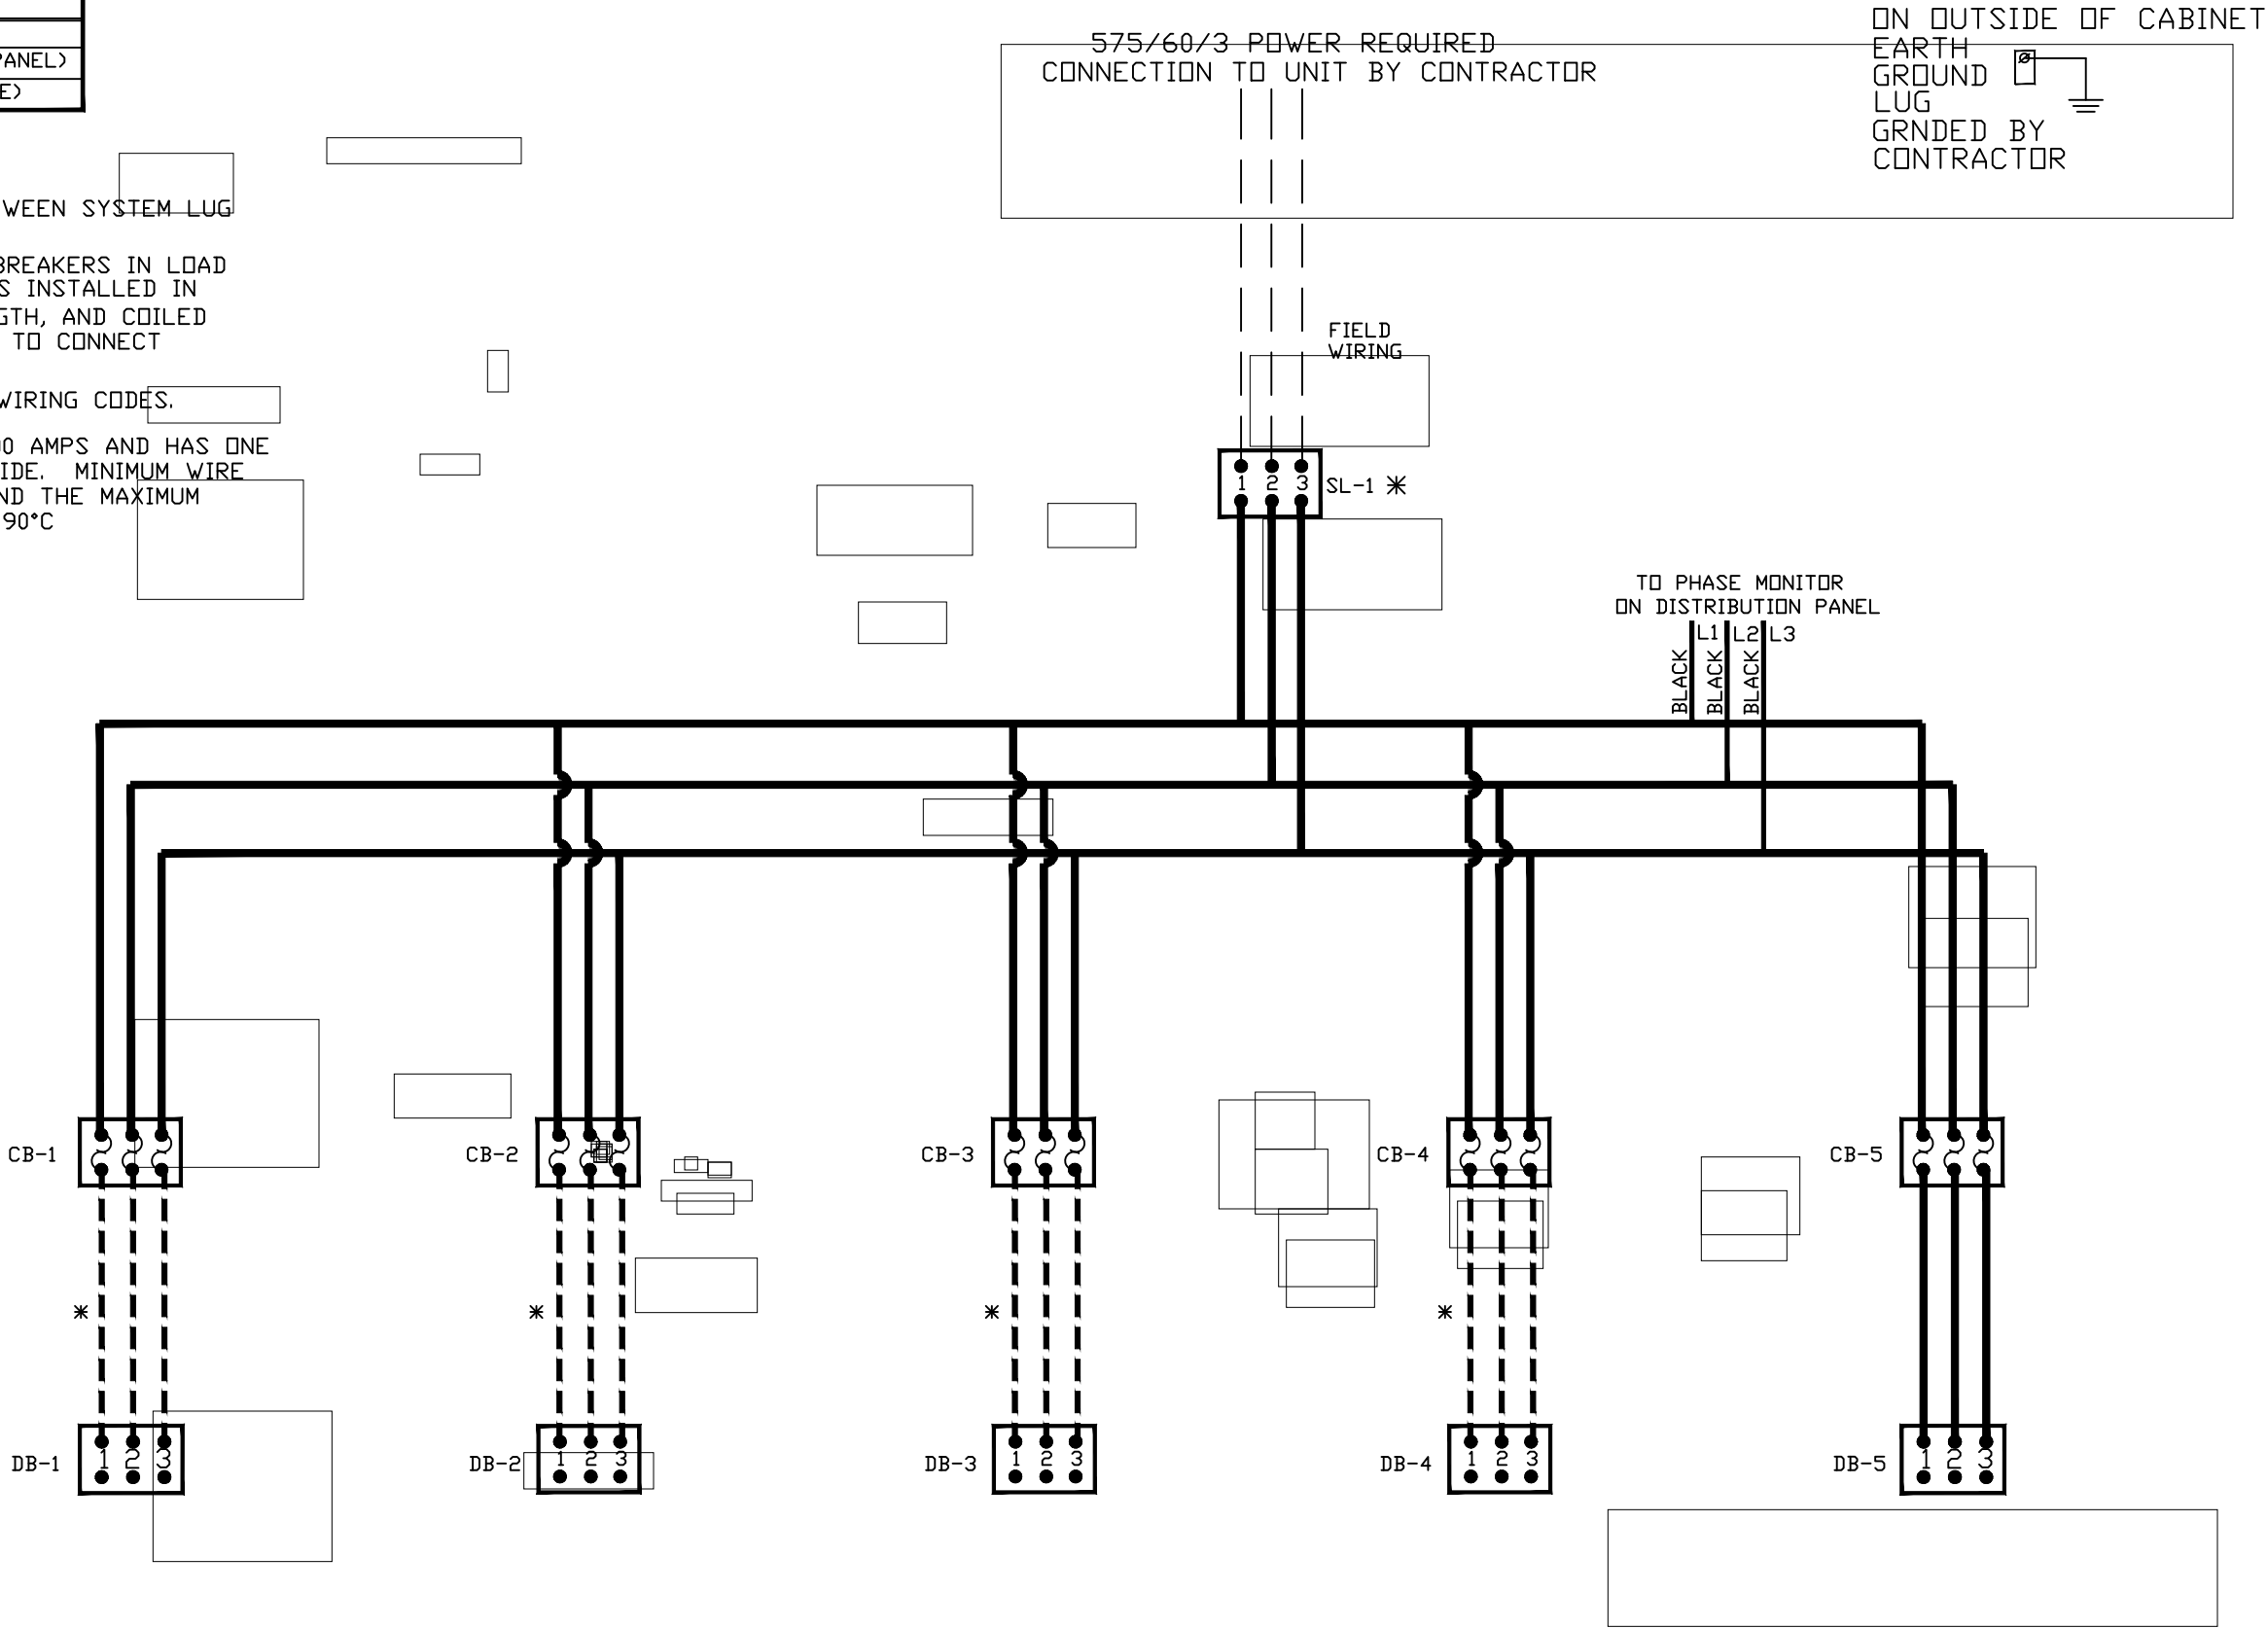 PANEL)
E)
WEEN SYSTEM LUG
BREAKERS IN LOAD
S INSTALLED IN
GTH, AND COILED
TO CONNECT
WIRING CODES.
00 AMPS AND HAS ONE
IDE. MINIMUM WIRE
ND THE MAXIMUM
90°C
575/60/3 POWER REQUIRED
CONNECTION TO UNIT BY CONTRACTOR
ON OUTSIDE OF CABINET
EARTH
GROUND
LUG
GRNDED BY
CONTRACTOR
FIELD
WIRING
1 2 3
SL-1 *
TO PHASE MONITOR
ON DISTRIBUTION PANEL
L1 L2 L3
BLACK BLACK BLACK
CB-1 CB-2 CB-3 CB-4 CB-5
* * * *
DB-1 1 2 3 DB-2 1 2 3 DB-3 1 2 3 DB-4 1 2 3 DB-5 1 2 3